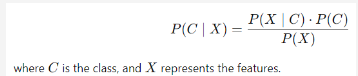 P(C | X) = P(X | C) · P(C) / P(X)
where C is the class, and X represents the features.